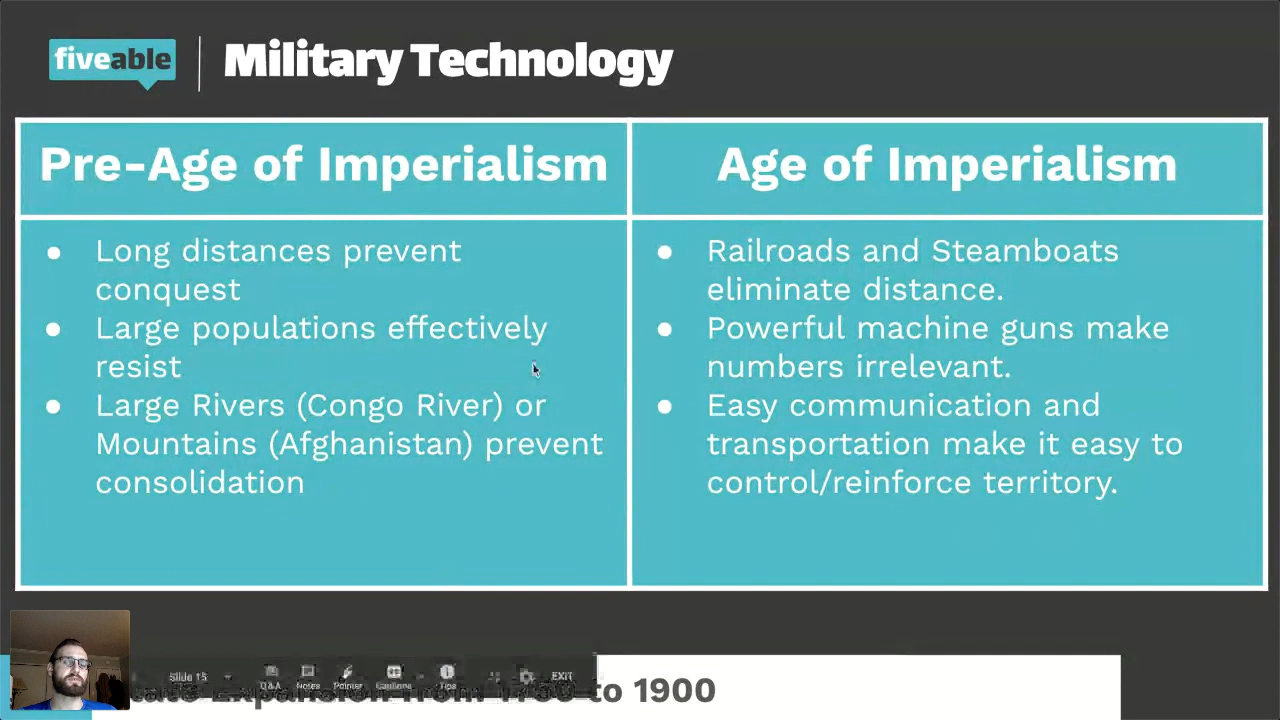 fiveable
Military Technology
Pre-Age of Imperialism
Age of Imperialism
● Long distances prevent
conquest
● Large populations effectively
resist
● Large Rivers (Congo River) or
Mountains (Afghanistan) prevent
consolidation
● Railroads and Steamboats
eliminate distance.
● Powerful machine guns make
numbers irrelevant.
● Easy communication and
transportation make it easy to
control/reinforce territory.
Slide 15
Q&A
Notes
Pointer
Captions
Tips
EXIT
Expansion from 1750 to 1900